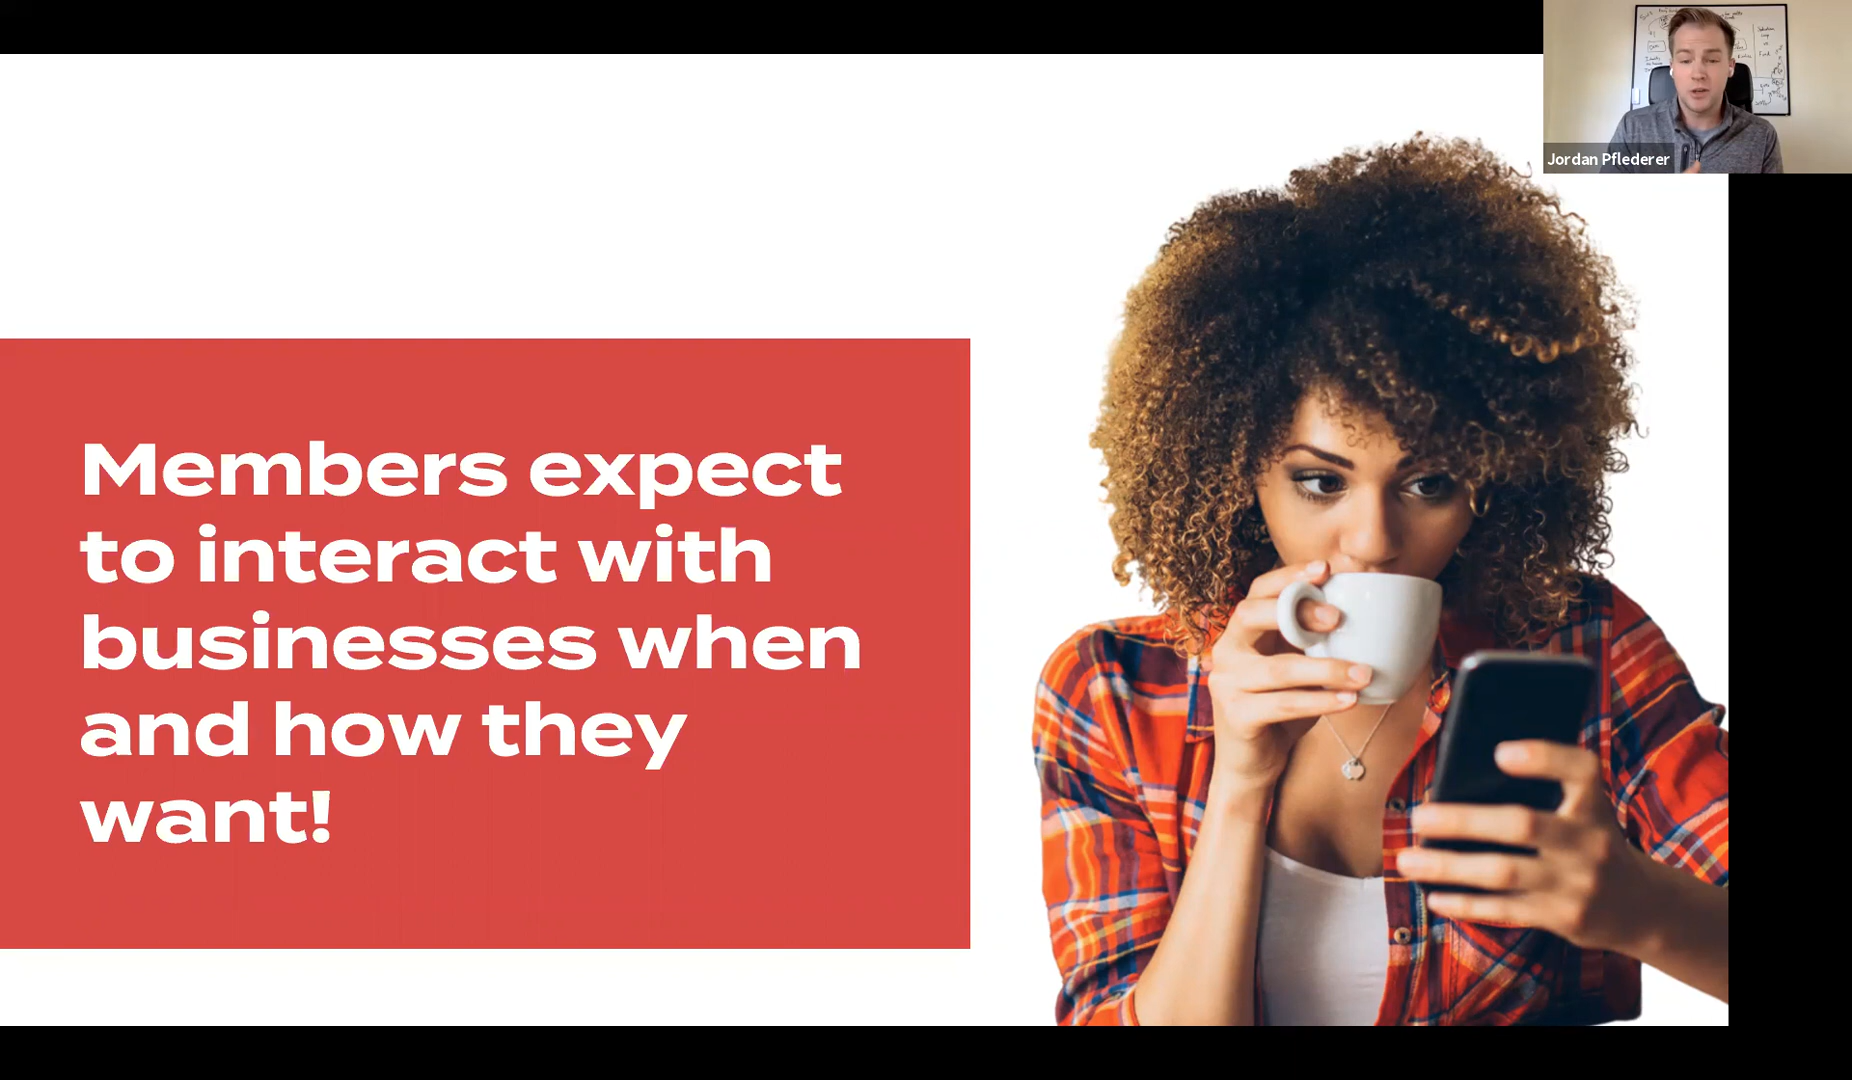 Jordan Pflederer
Members expect
to interact with
businesses when
and how they
want!